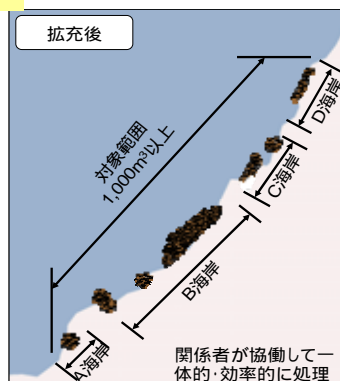 拡充後
対象範囲
1,000m³以上
D海岸
C海岸
B海岸
A海岸
関係者が協働して一
体的・効率的に処理